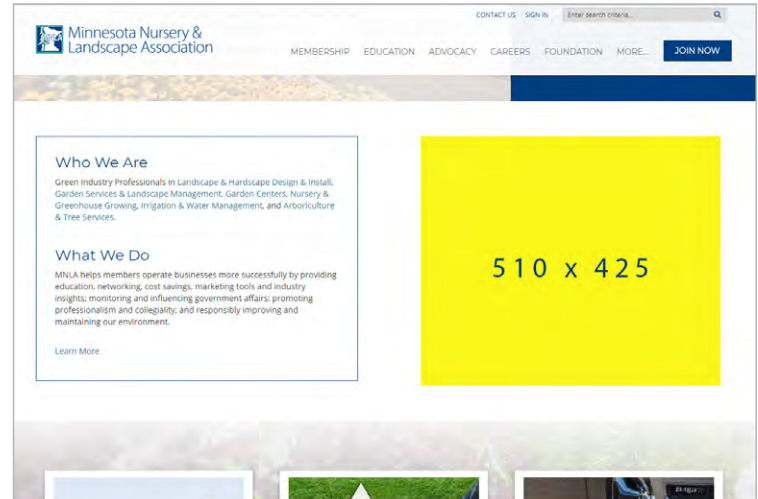 CONTACT US SIGN IN Enter search criteria...
Minnesota Nursery &
Landscape Association
MEMBERSHIP EDUCATION ADVOCACY CAREERS FOUNDATION MORE... JOIN NOW
Who We Are
Green Industry Professionals in Landscape & Hardscape Design & Install,
Garden Services & Landscape Management, Garden Centers, Nursery &
Greenhouse Growing, Irrigation & Water Management, and Arboriculture
& Tree Services.
What We Do
MNLA helps members operate businesses more successfully by providing
education, networking, cost savings, marketing tools and industry
insights; monitoring and influencing government affairs; promoting
professionalism and collegiality; and responsibly improving and
maintaining our environment.
Learn More
510 x 425